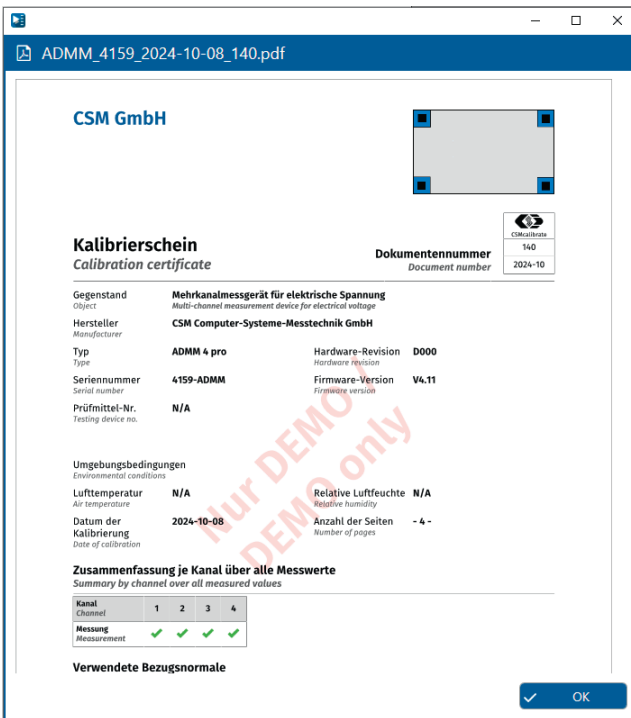 ADMM_4159_2024-10-08_140.pdf
CSM GmbH
CSMcalibrate
140
2024-10
Kalibrierschein
Calibration certificate
Dokumentennummer
Document number
Gegenstand Mehrkanalmessgerät für elektrische Spannung
Object Multi-channel measurement device for electrical voltage
Hersteller CSM Computer-Systeme-Messtechnik GmbH
Manufacturer
Typ ADMM 4 pro Hardware-Revision D000
Type Hardware revision
Seriennummer 4159-ADMM Firmware-Version V4.11
Serial number Firmware version
Prüfmittel-Nr. N/A
Testing device no.
Nur DEMO /
DEMO only
Umgebungsbedingungen
Environmental conditions
Lufttemperatur N/A Relative Luftfeuchte N/A
Air temperature Relative humidity
Datum der 2024-10-08 Anzahl der Seiten - 4 -
Kalibrierung Number of pages
Date of calibration
Zusammenfassung je Kanal über alle Messwerte
Summary by channel over all measured values
Kanal 1 2 3 4
Channel
Messung
Measurement
Verwendete Bezugsnormale
OK